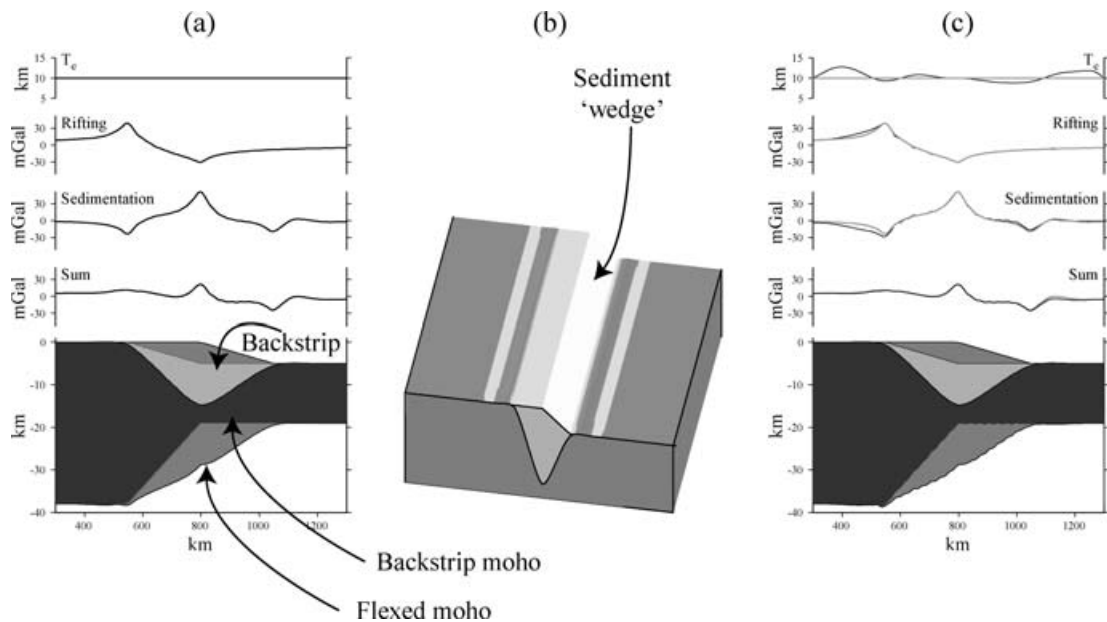 (a)
(b)
(c)
15
10
5
km
Tₑ
30
0
-30
mGal
Rifting
30
0
-30
mGal
Sedimentation
30
0
-30
mGal
Sum
0
-10
-20
-30
-40
km
Backstrip
400
600
800
1000
1200
km
Backstrip moho
Flexed moho
Sediment
'wedge'
15
10
5
km
Tₑ
30
0
-30
mGal
Rifting
30
0
-30
mGal
Sedimentation
30
0
-30
mGal
Sum
0
-10
-20
-30
-40
km
400
600
800
1000
1200
km